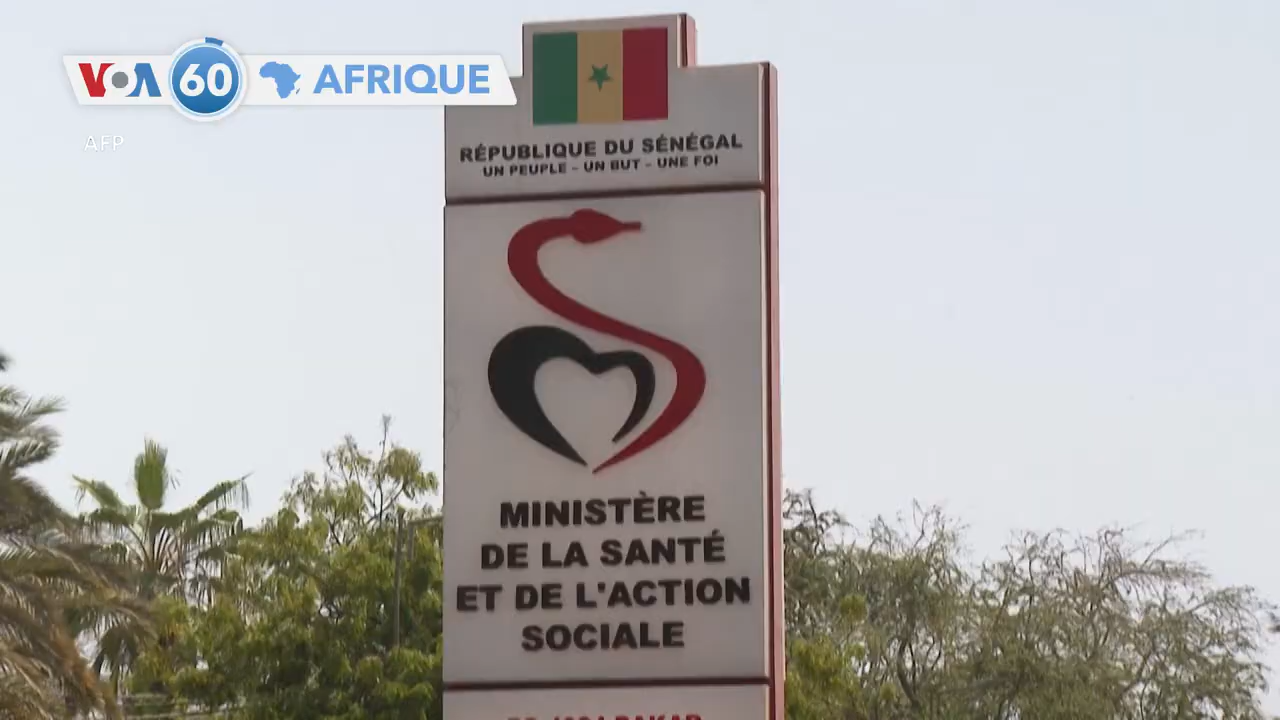 VOA 60 AFRIQUE
AFP
RÉPUBLIQUE DU SÉNÉGAL
UN PEUPLE - UN BUT - UNE FOI
MINISTÈRE
DE LA SANTÉ
ET DE L'ACTION
SOCIALE